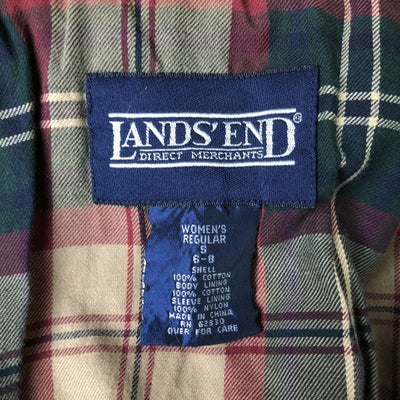 LANDS' END®
DIRECT MERCHANTS
WOMEN'S
REGULAR
S
6-8
SHELL
100% COTTON
BODY LINING
100% COTTON
SLEEVE LINING
100% NYLON
MADE IN CHINA
RN 62830
OVER FOR CARE